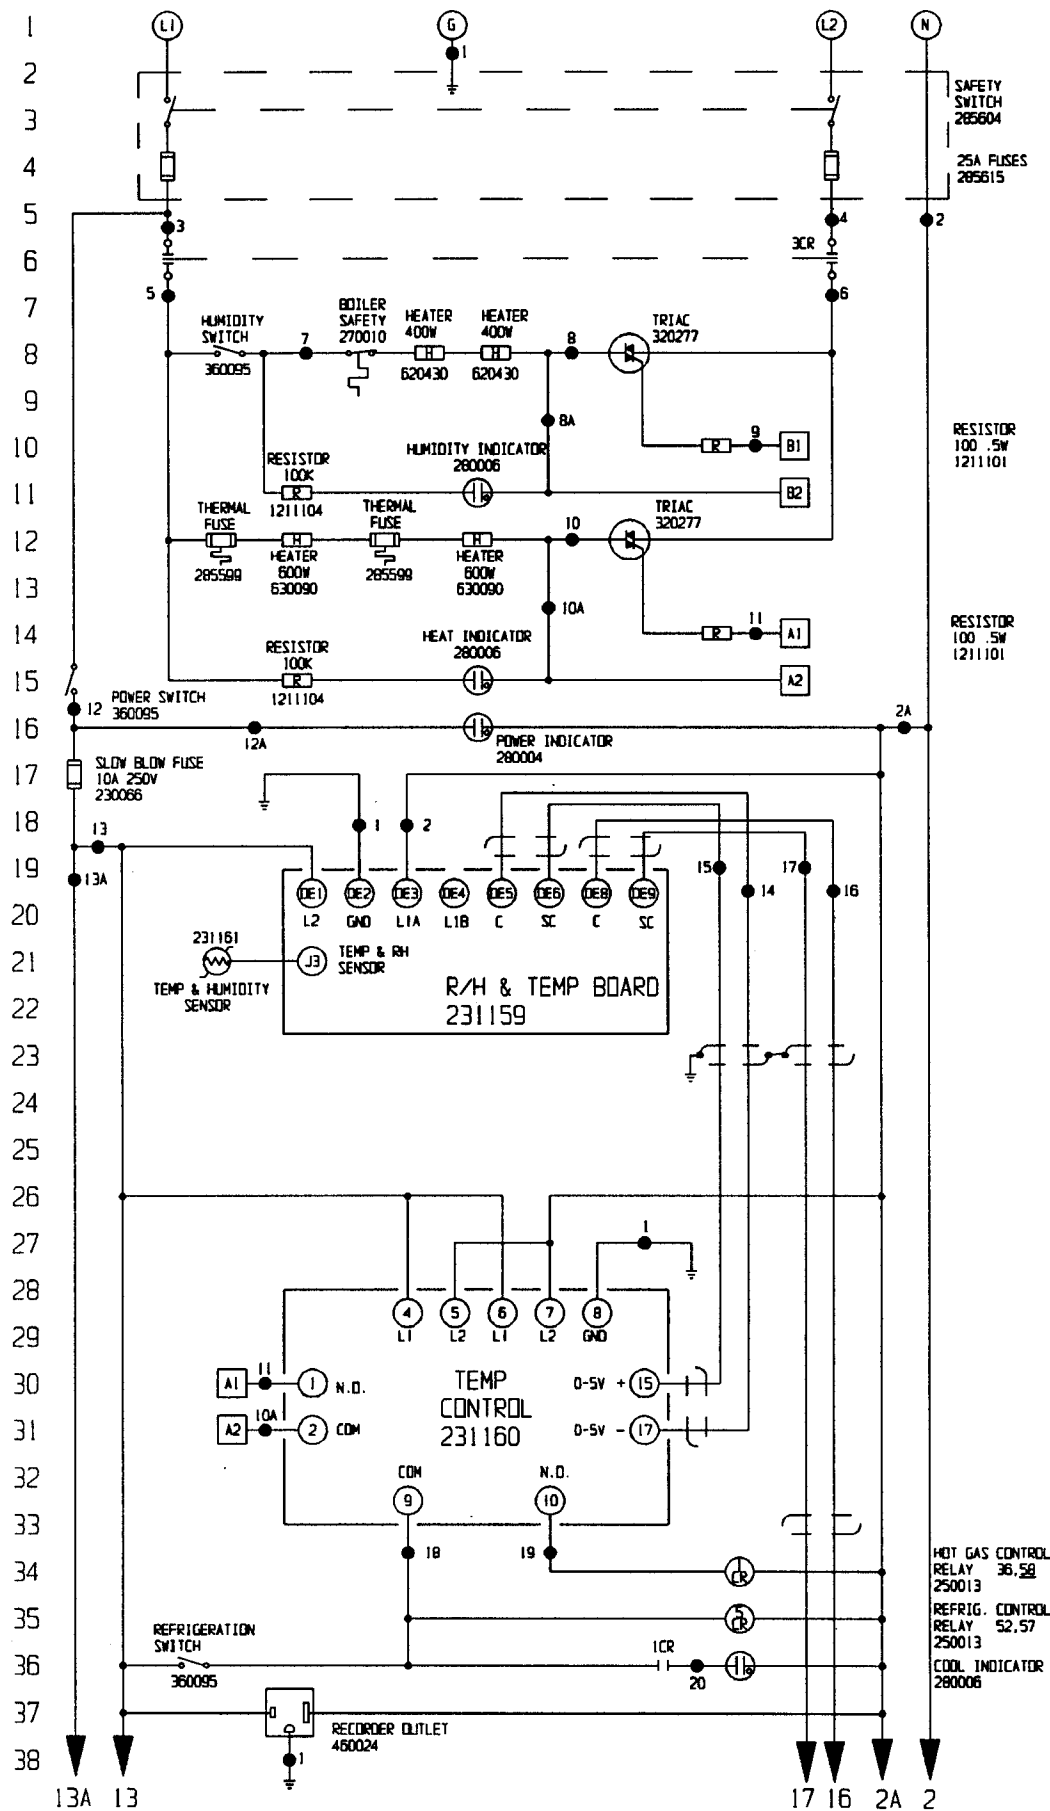 1 L1 G L2 N
1
2
SAFETY
SWITCH
285604
3
4
25A FUSES
285615
5 3 4 2
6 3CR
5 6
7
HUMIDITY
SWITCH
360095
7
BOILER
SAFETY
270010
HEATER
400W
620430
HEATER
400W
620430
8
TRIAC
320277
8
9
8A
10
9
B1
RESISTOR
100 .5W
1211101
HUMIDITY INDICATOR
280006
RESISTOR
100K
R
1211104
11
R
B2
THERMAL
FUSE
285599
THERMAL
FUSE
285599
TRIAC
320277
12
10
H
HEATER
600W
630090
H
HEATER
600W
630090
13
10A
14
R
11
A1
RESISTOR
100 .5W
1211101
RESISTOR
100K
R
1211104
HEAT INDICATOR
280006
15
A2
12
POWER SWITCH
360095
16
12A
POWER INDICATOR
280004
2A
17
SLOW BLOW FUSE
10A 250V
230066
18
13
1
2
19
13A
15
17
14
16
DE1 DE2 DE3 DE4 DE5 DE6 DE8 DE9
20
L2 GND L1A L1B C SC C SC
21
231161
J3
TEMP & RH
SENSOR
TEMP & HUMIDITY
SENSOR
R/H & TEMP BOARD
231159
22
23
24
25
26
27
1
28
4 5 6 7 8
29
L1 L2 L1 L2 GND
30
A1 11 1 N.O.
TEMP
CONTROL
231160
0-5V + 15
31
A2 10A 2 COM
0-5V - 17
32
COM
9
N.O.
10
33
34
18
19
1
CR
HOT GAS CONTROL
RELAY 36,58
250013
35
5
CR
REFRIG. CONTROL
RELAY 52,57
250013
REFRIGERATION
SWITCH
360095
36
1CR
20
COOL INDICATOR
280006
37
RECORDER OUTLET
460024
38
1
13A 13 17 16 2A 2